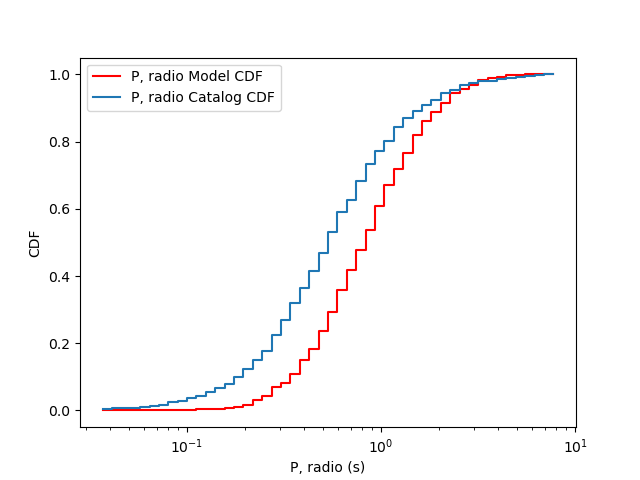 P, radio Model CDF
P, radio Catalog CDF
CDF
1.0
0.8
0.6
0.4
0.2
0.0
10⁻¹ 10⁰ 10¹
P, radio (s)